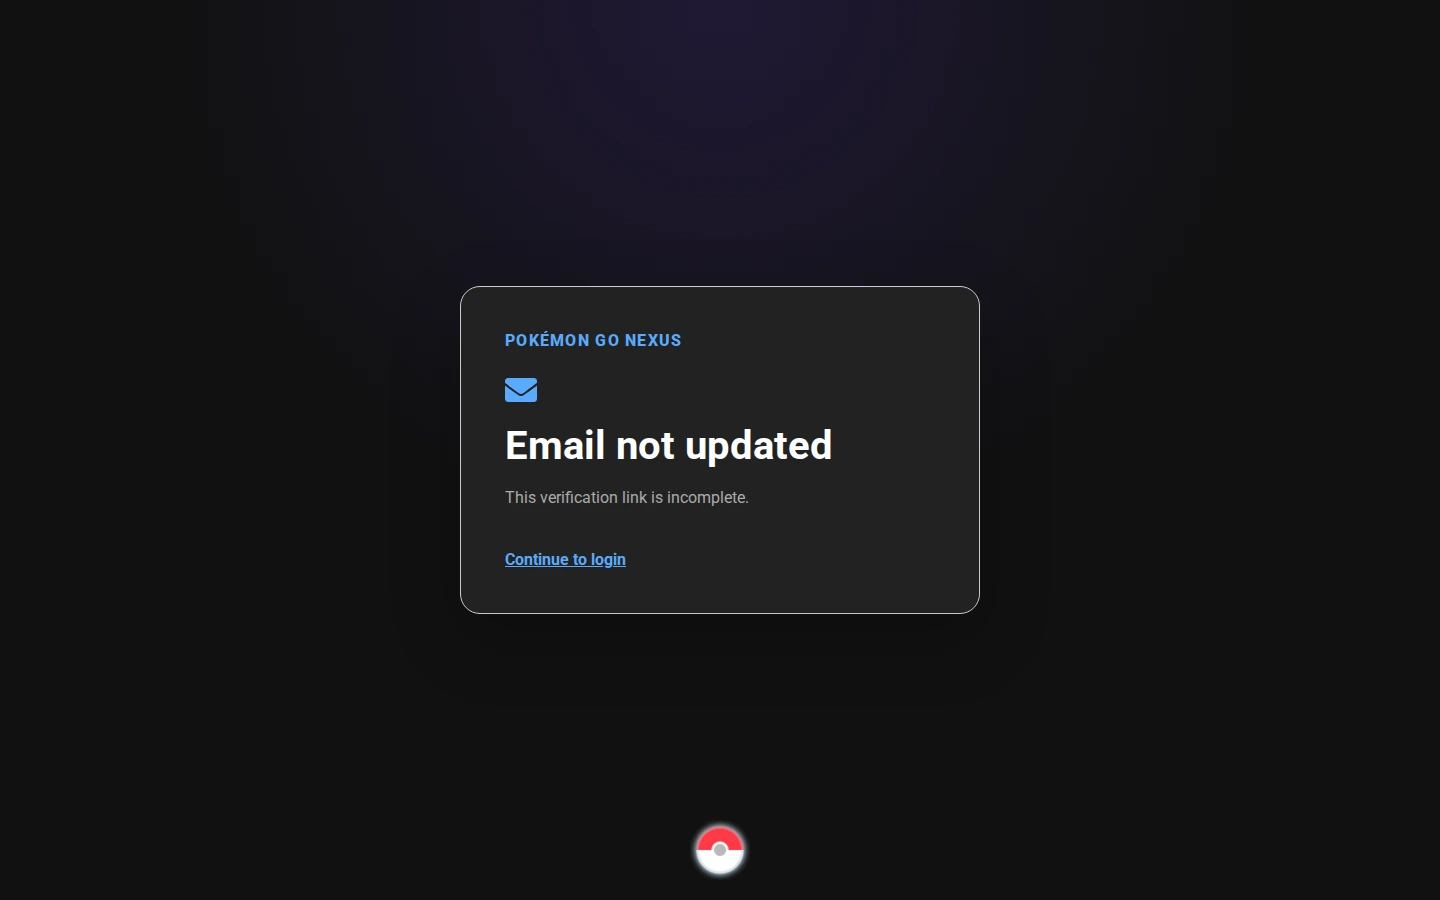 POKÉMON GO NEXUS
Email not updated
This verification link is incomplete.
Continue to login